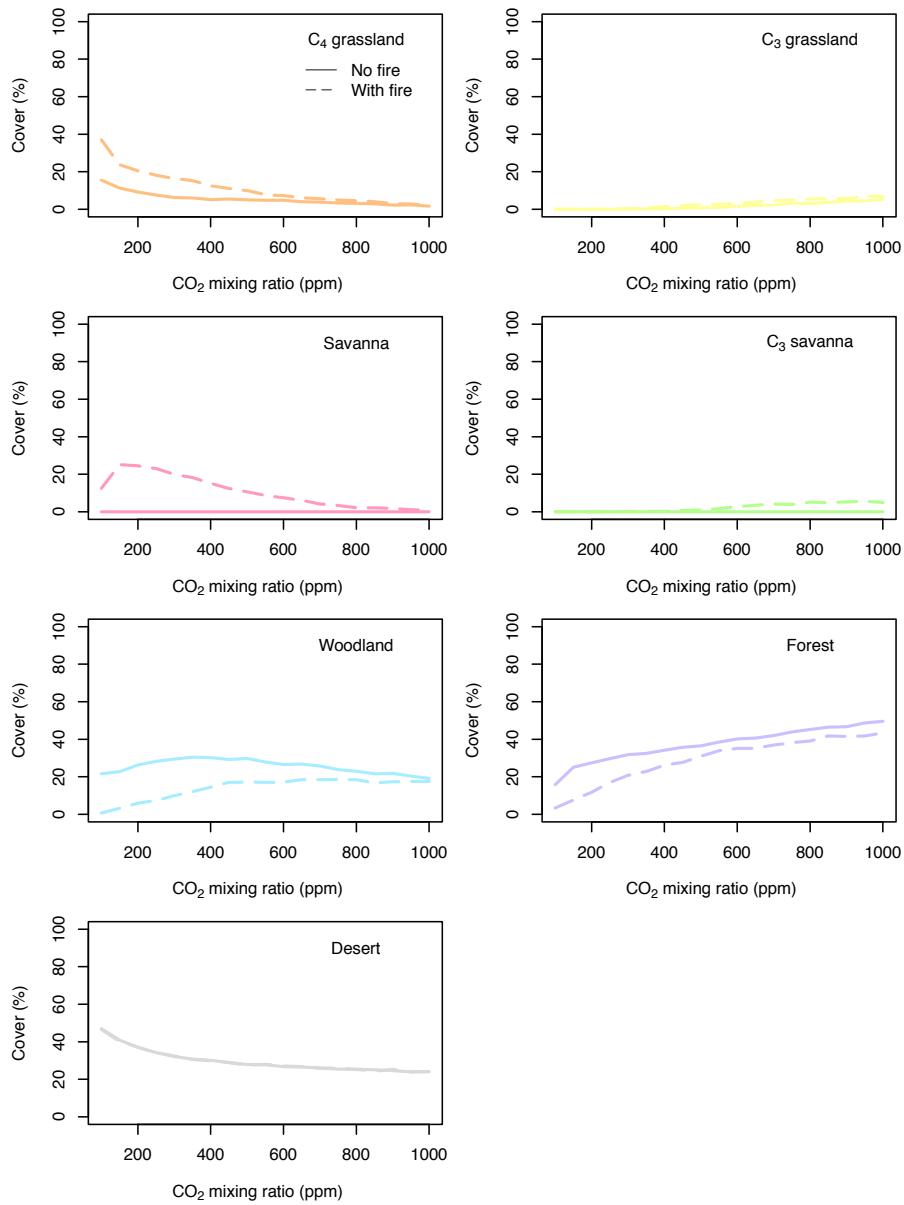 C₄ grassland
No fire
With fire
Cover (%)
0 20 40 60 80 100
200 400 600 800 1000
CO₂ mixing ratio (ppm)
C₃ grassland
Cover (%)
0 20 40 60 80 100
200 400 600 800 1000
CO₂ mixing ratio (ppm)
Savanna
Cover (%)
0 20 40 60 80 100
200 400 600 800 1000
CO₂ mixing ratio (ppm)
C₃ savanna
Cover (%)
0 20 40 60 80 100
200 400 600 800 1000
CO₂ mixing ratio (ppm)
Woodland
Cover (%)
0 20 40 60 80 100
200 400 600 800 1000
CO₂ mixing ratio (ppm)
Forest
Cover (%)
0 20 40 60 80 100
200 400 600 800 1000
CO₂ mixing ratio (ppm)
Desert
Cover (%)
0 20 40 60 80 100
200 400 600 800 1000
CO₂ mixing ratio (ppm)